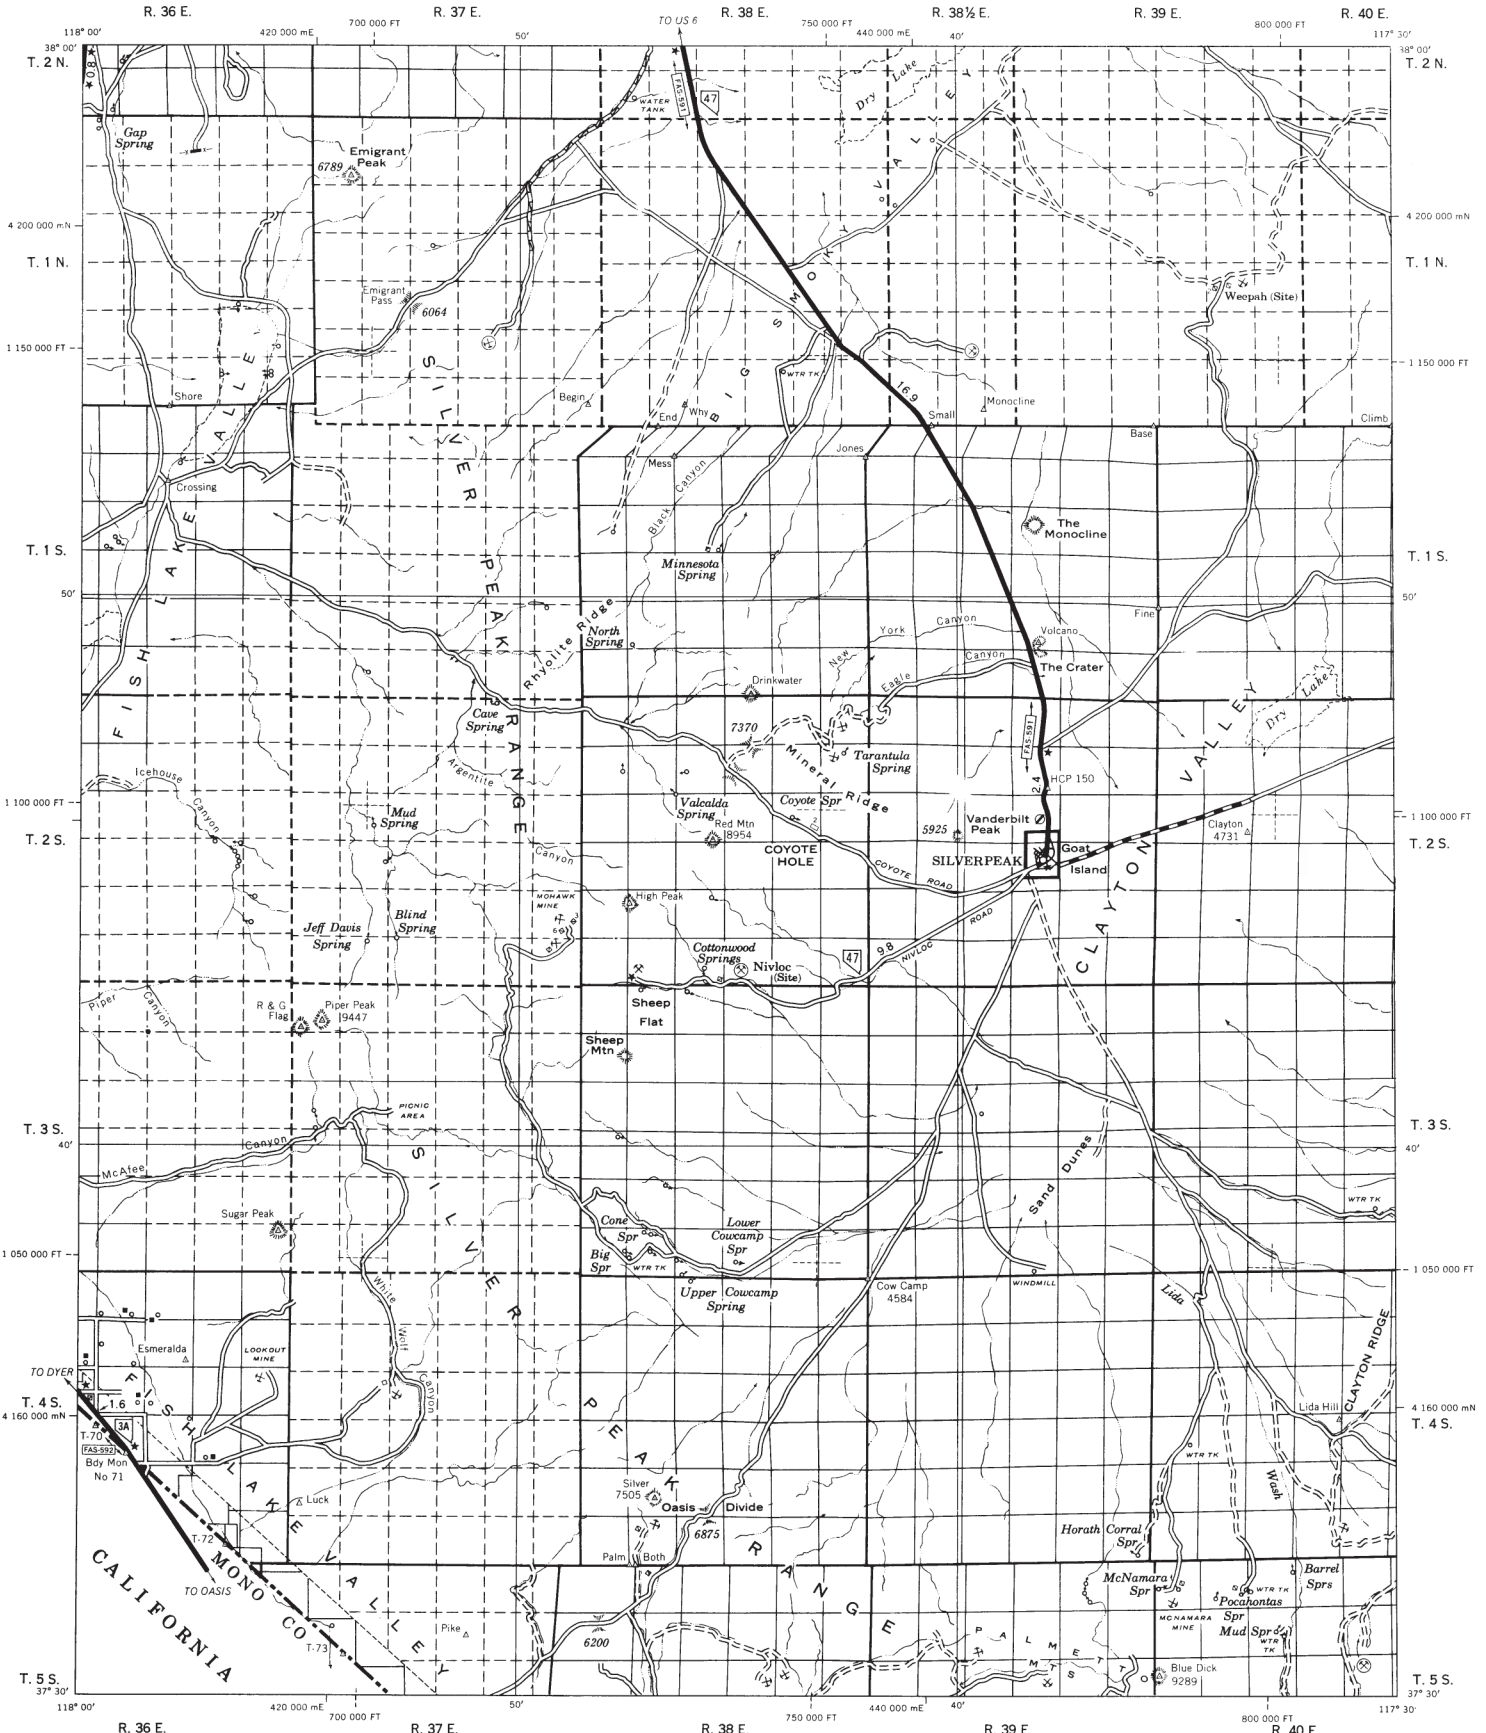 R. 36 E.
R. 37 E.
R. 38 E.
R. 38½ E.
R. 39 E.
R. 40 E.
700 000 FT
TO US 6
750 000 FT
800 000 FT
118° 00'
420 000 mE
50'
440 000 mE
40'
117° 30'
38° 00'
38° 00'
T. 2 N.
T. 2 N.
0.8
FAS-591
47
WATER
TANK
Dry Lake
Gap
Spring
Emigrant
Peak
6789
4 200 000 mN
4 200 000 mN
T. 1 N.
T. 1 N.
Emigrant
Pass
6064
BIG SMOKY VALLEY
Weepah (Site)
1 150 000 FT
1 150 000 FT
WTR TK
16.9
Shore
Begin
End
Why
Small
Monocline
Base
Climb
Mess
Jones
Crossing
Black Canyon
The
Monocline
T. 1 S.
T. 1 S.
Minnesota
Spring
50'
50'
FISH LAKE VALLEY
SILVER PEAK RANGE
Rhyolite Ridge
North
Spring
Fine
York Canyon
Volcano
New
Canyon
The Crater
Eagle
Drinkwater
Cave
Spring
7370
FAS-591
Dry Lake
Mineral Ridge
Tarantula
Spring
CLAYTON VALLEY
Icehouse
Canyon
Argentite
Canyon
2.4
HCP 150
1 100 000 FT
1 100 000 FT
Mud
Spring
Valcalda
Spring
Coyote Spr
2
Red Mtn
8954
5925
Vanderbilt
Peak
Clayton
4731
T. 2 S.
T. 2 S.
COYOTE
HOLE
SILVERPEAK
Goat
Island
COYOTE ROAD
MOHAWK
MINE
High Peak
Jeff Davis
Spring
Blind
Spring
NIVLOC ROAD
9.8
47
Cottonwood
Springs
Nivloc
(Site)
Piper
Canyon
R & G
Flag
Piper Peak
9447
Sheep
Flat
Sheep
Mtn
PICNIC
AREA
T. 3 S.
T. 3 S.
40'
40'
McAfee Canyon
Sand Dunes
WTR TK
Sugar Peak
Cone
Spr
Lower
Cowcamp
Spr
Big
Spr
WTR TK
1 050 000 FT
1 050 000 FT
Upper Cowcamp
Spring
Cow Camp
4584
WINDMILL
Lida
White Wolf Canyon
SILVER PEAK RANGE
Esmeralda
LOOKOUT
MINE
CLAYTON RIDGE
TO DYER
FISH LAKE VALLEY
T. 4 S.
1.6
4 160 000 mN
3A
T-70
FAS-592
Bdy Mon
No 71
Lida Hill
4 160 000 mN
T. 4 S.
WTR TK
Wash
Silver
7505
Oasis Divide
6875
Luck
T-72
Horath Corral
Spr
Palm
Both
CALIFORNIA
MONO CO
TO OASIS
McNamara
Spr
WTR TK
Barrel
Sprs
Pocahontas
Spr
MCNAMARA
MINE
Mud Spr
WTR
TK
Pike
6200
T-73
PALMETTO
MTS
Blue Dick
9289
T. 5 S.
T. 5 S.
37° 30'
37° 30'
118° 00'
420 000 mE
50'
440 000 mE
40'
117° 30'
700 000 FT
750 000 FT
800 000 FT
R. 36 E.
R. 37 E.
R. 38 E.
R. 39 E.
R. 40 E.